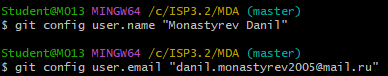 Student@MO13 MINGW64 /c/ISP3.2/MDA (master)
$ git config user.name "Monastyrev Danil"
Student@MO13 MINGW64 /c/ISP3.2/MDA (master)
$ git config user.email "danil.monastyrev2005@mail.ru"